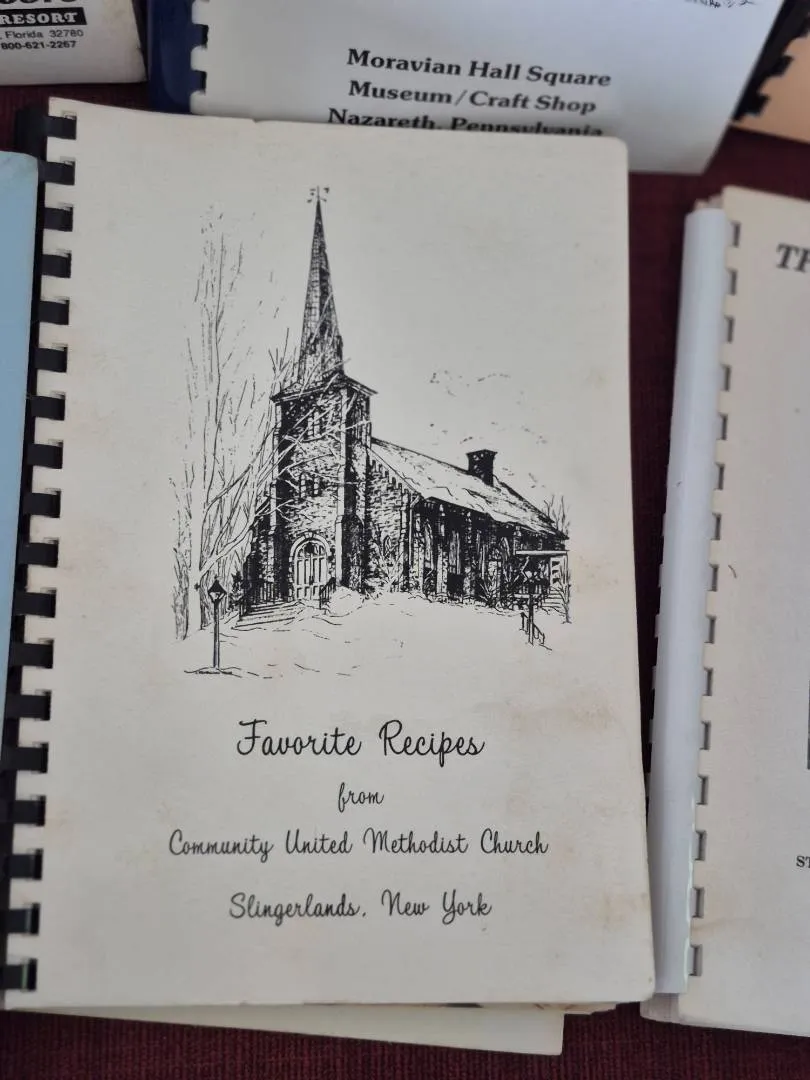 RESORT
, Florida 32780
800-621-2267
Moravian Hall Square
Museum/Craft Shop
Nazareth, Pennsylvania
Favorite Recipes
from
Community United Methodist Church
Slingerlands, New York